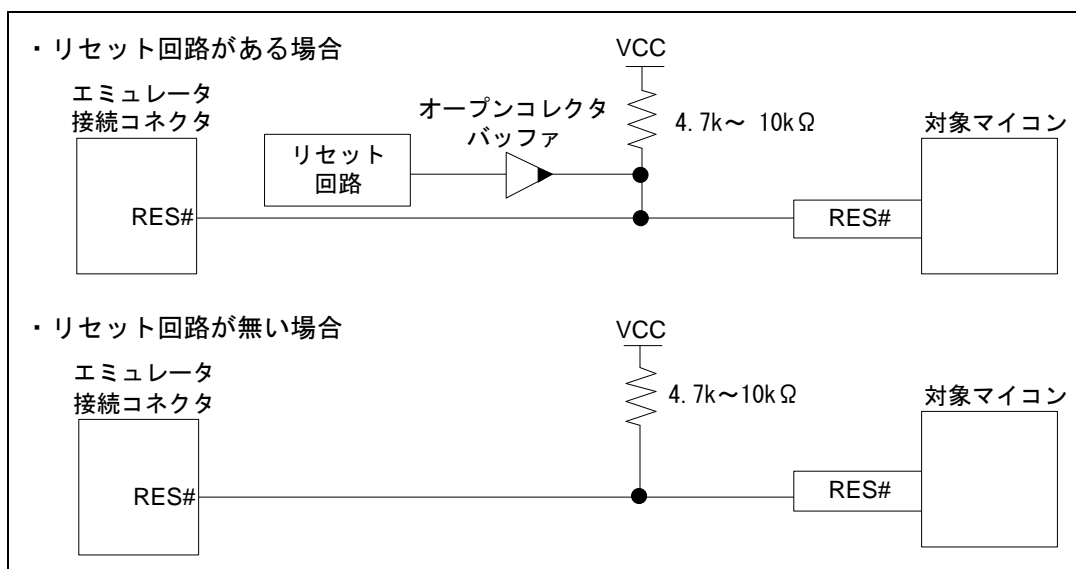 ・リセット回路がある場合
VCC
エミュレータ
接続コネクタ
オープンコレクタ
バッファ
4.7k～ 10kΩ
対象マイコン
リセット
回路
RES#
RES#
・リセット回路が無い場合
VCC
エミュレータ
接続コネクタ
4.7k～10kΩ
対象マイコン
RES#
RES#